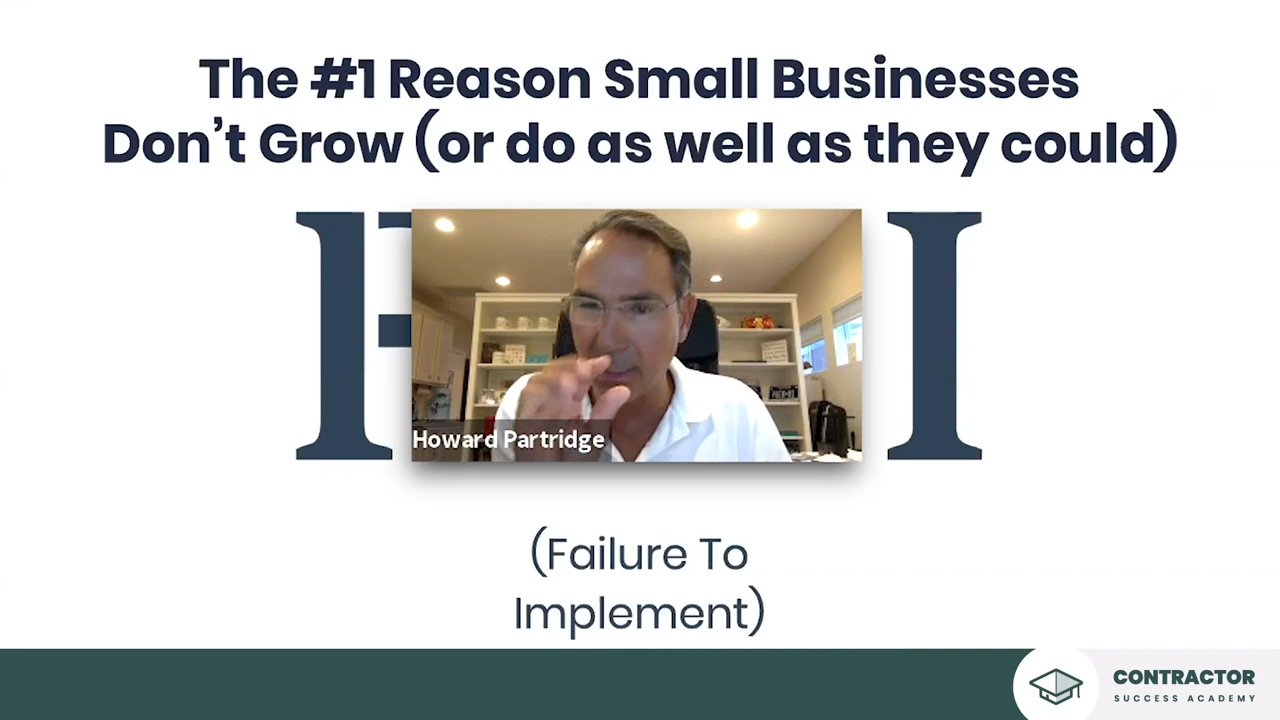 The #1 Reason Small Businesses
Don’t Grow (or do as well as they could)
F I
Howard Partridge
(Failure To
Implement)
CONTRACTOR
SUCCESS ACADEMY